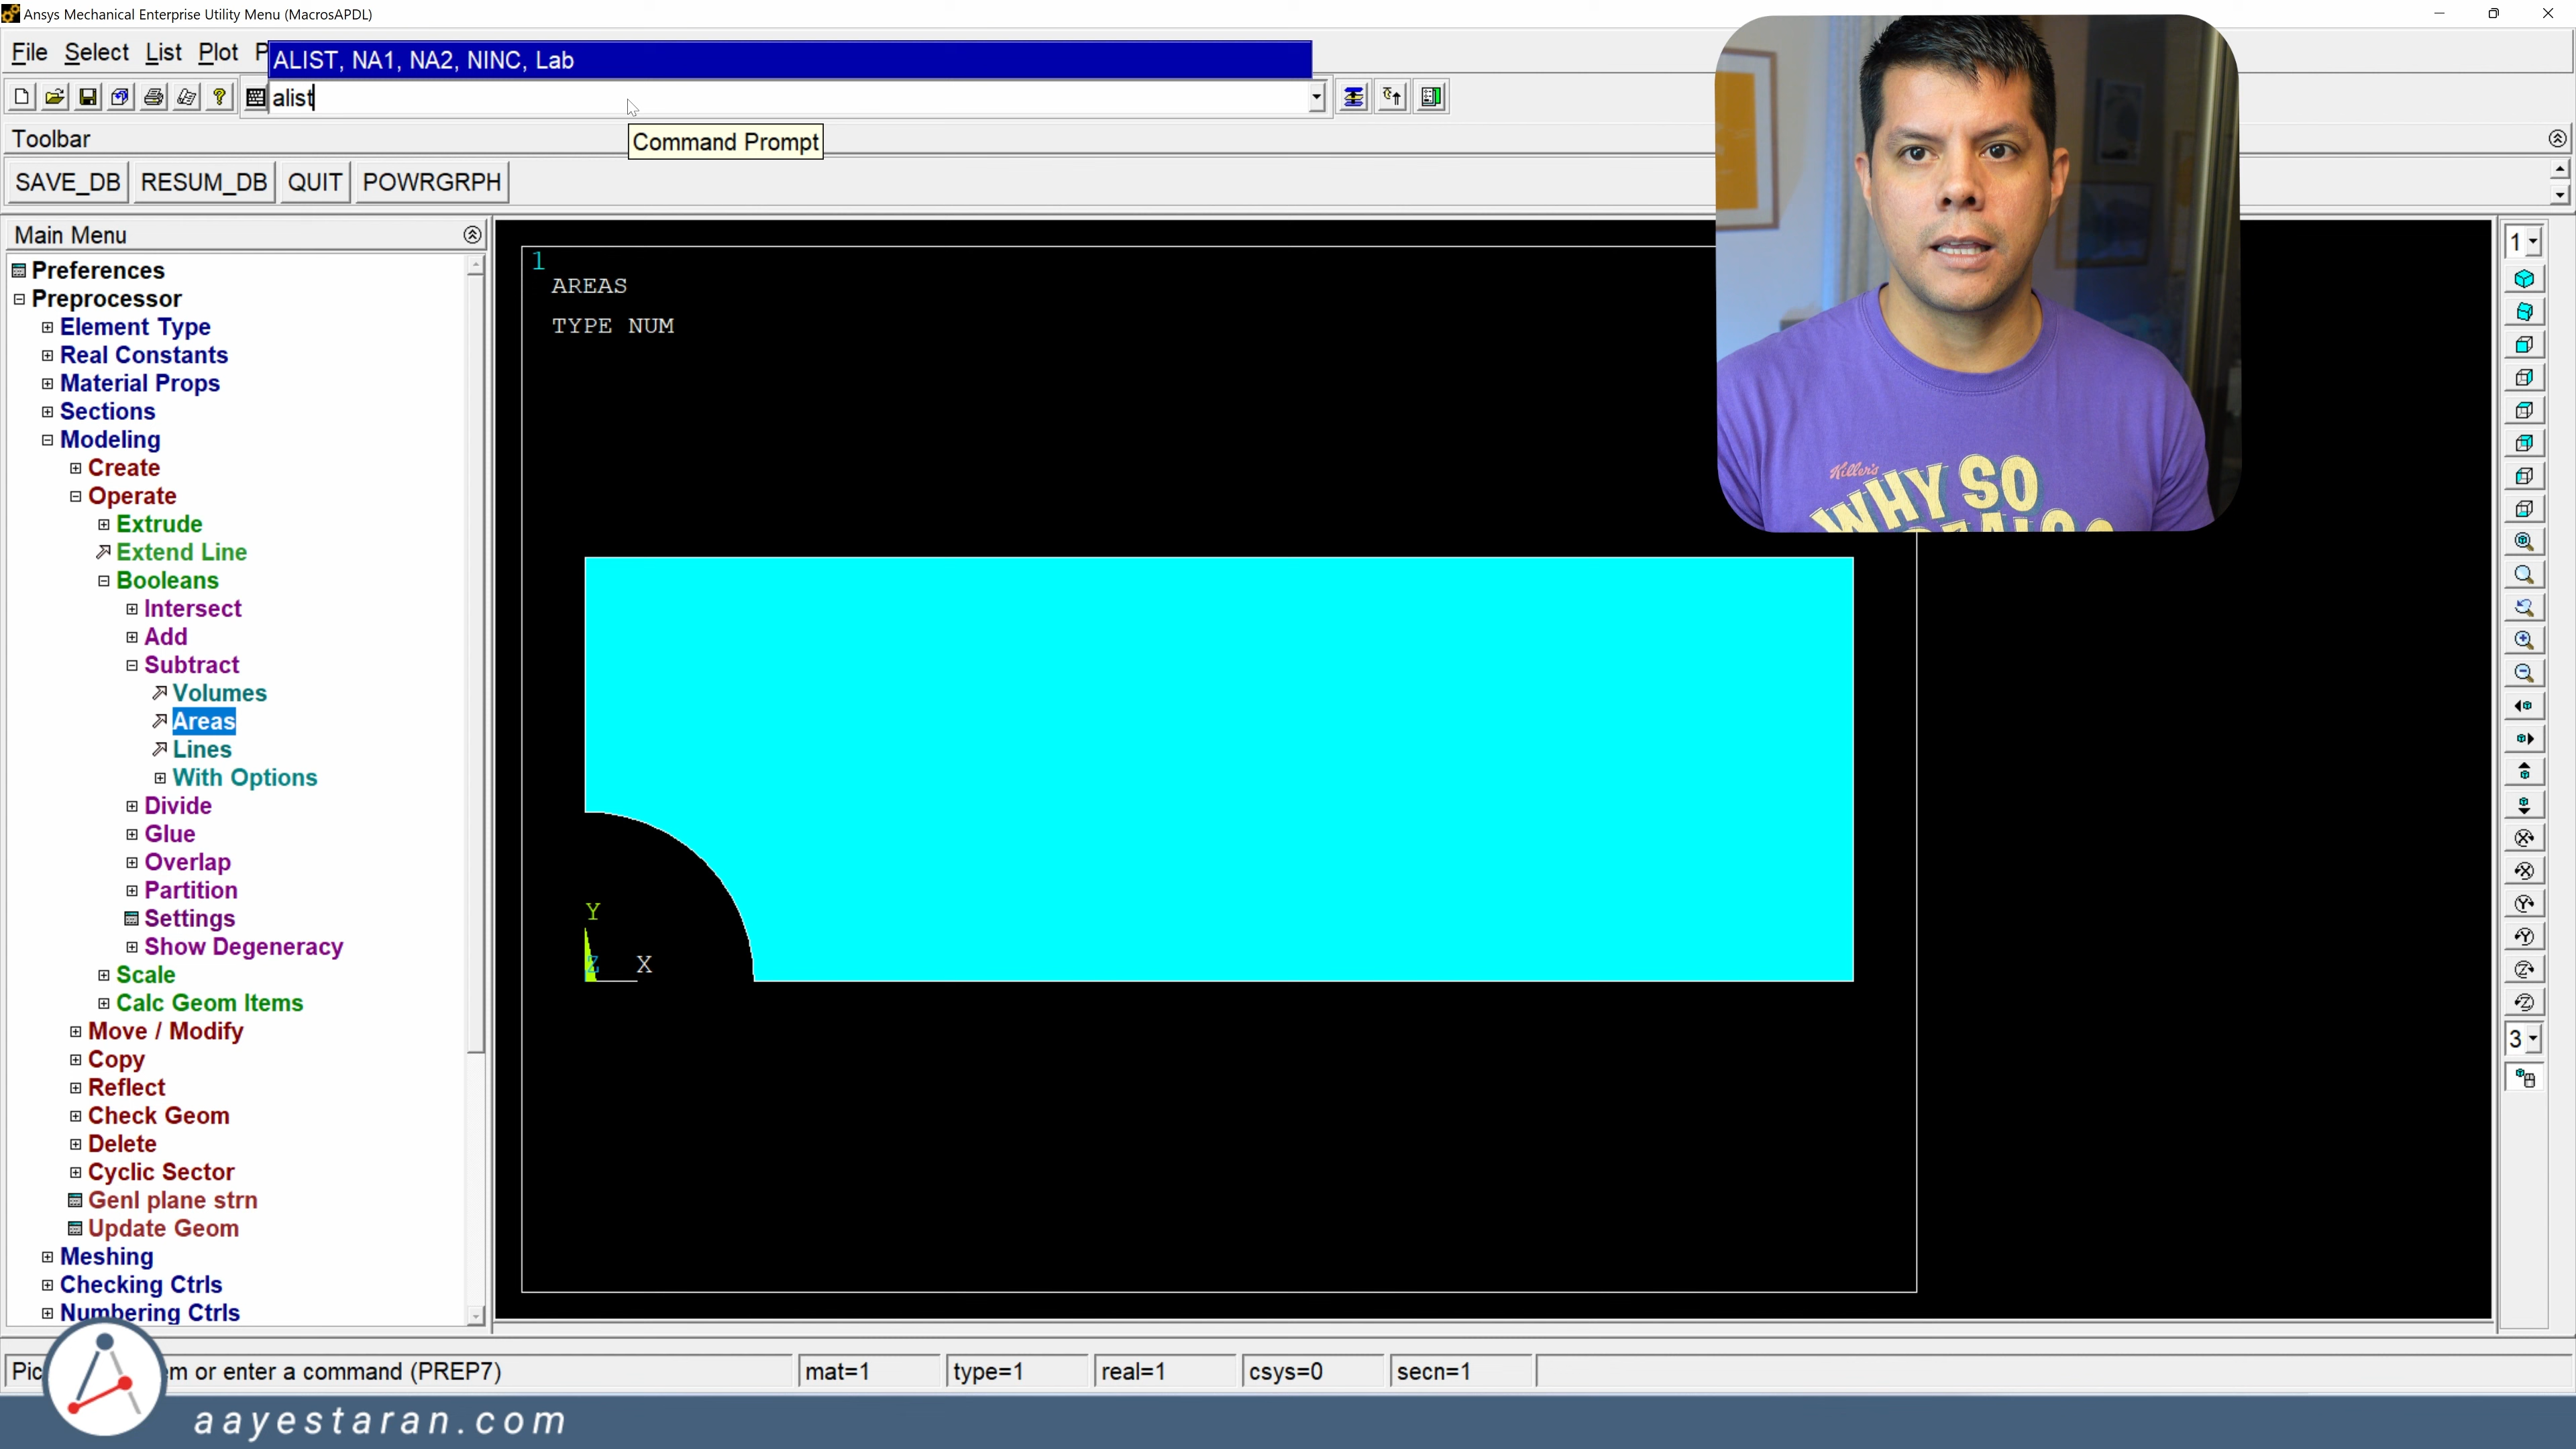 Ansys Mechanical Enterprise Utility Menu (MacrosAPDL)
File Select List Plot P
ALIST, NA1, NA2, NINC, Lab
alist
Command Prompt
Toolbar
SAVE_DB RESUM_DB QUIT POWRGRPH
Main Menu
Preferences
Preprocessor
Element Type
Real Constants
Material Props
Sections
Modeling
Create
Operate
Extrude
Extend Line
Booleans
Intersect
Add
Subtract
Volumes
Areas
Lines
With Options
Divide
Glue
Overlap
Partition
Settings
Show Degeneracy
Scale
Calc Geom Items
Move / Modify
Copy
Reflect
Check Geom
Delete
Cyclic Sector
Genl plane strn
Update Geom
Meshing
Checking Ctrls
Numbering Ctrls
1
AREAS
TYPE NUM
Y
Z X
Killer's
WHY SO
1
3
Pic m or enter a command (PREP7) mat=1 type=1 real=1 csys=0 secn=1
aayestaran.com